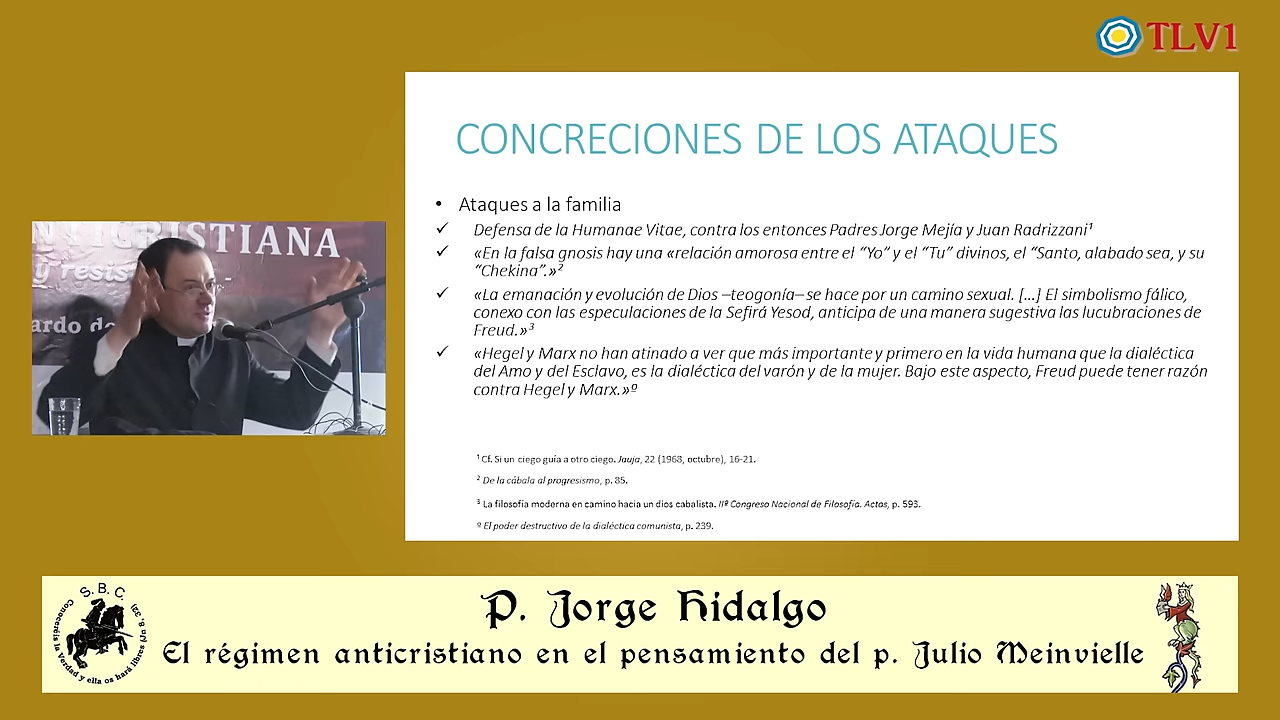 TLV1
CONCRECIONES DE LOS ATAQUES
• Ataques a la familia
✓ Defensa de la Humanae Vitae, contra los entonces Padres Jorge Mejía y Juan Radrizzani¹
✓ «En la falsa gnosis hay una «relación amorosa entre el “Yo” y el “Tu” divinos, el “Santo, alabado sea, y su
“Chekina”.»²
✓ «La emanación y evolución de Dios –teogonía– se hace por un camino sexual. [...] El simbolismo fálico,
conexo con las especulaciones de la Sefirá Yesod, anticipa de una manera sugestiva las lucubraciones de
Freud.»³
✓ «Hegel y Marx no han atinado a ver que más importante y primero en la vida humana que la dialéctica
del Amo y del Esclavo, es la dialéctica del varón y de la mujer. Bajo este aspecto, Freud puede tener razón
contra Hegel y Marx.»º
¹ Cf. Si un ciego guía a otro ciego. Jauja, 22 (1968, octubre), 16-21.
² De la cábala al progresismo, p. 85.
³ La filosofía moderna en camino hacia un dios cabalista. IIº Congreso Nacional de Filosofía. Actas, p. 593.
º El poder destructivo de la dialéctica comunista, p. 239.
NTICRISTIANA
y resis
ardo de
S. B. C.
Conoceréis la Verdad y ella os hará libres (Jn 8, 32)
P. Jorge Hidalgo
El régimen anticristiano en el pensamiento del p. Julio Meinvielle